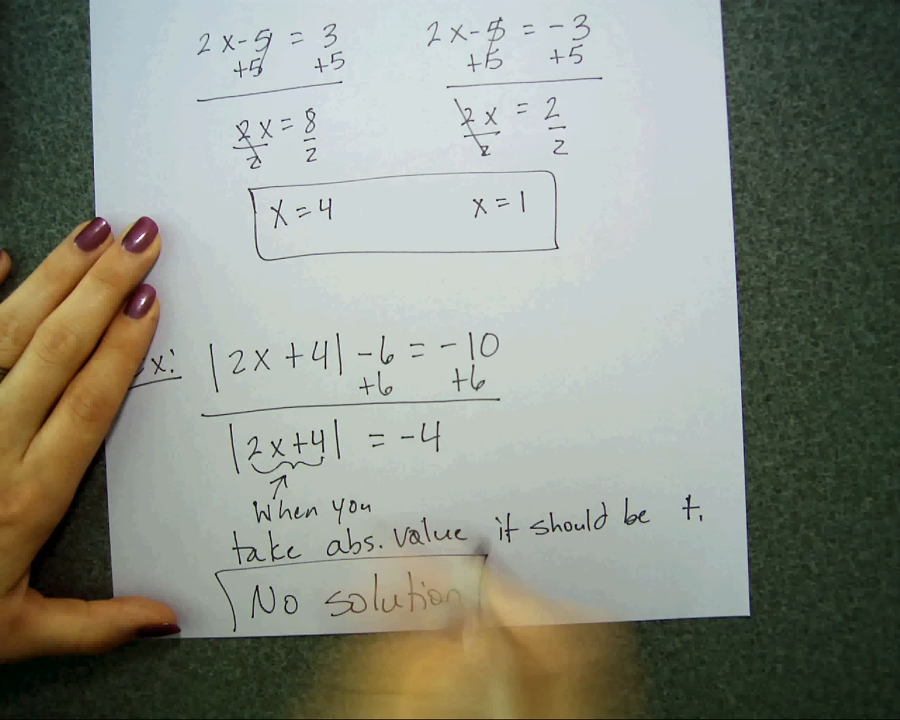 2x-5 = 3 2x-5 = -3
+5 +5 +5 +5
2x = 8 2x = 2
2 2 2 2
x = 4 x = 1
x: |2x+4| -6 = -10
+6 +6
|2x+4| = -4
When you
take abs. value it should be +.
No solution